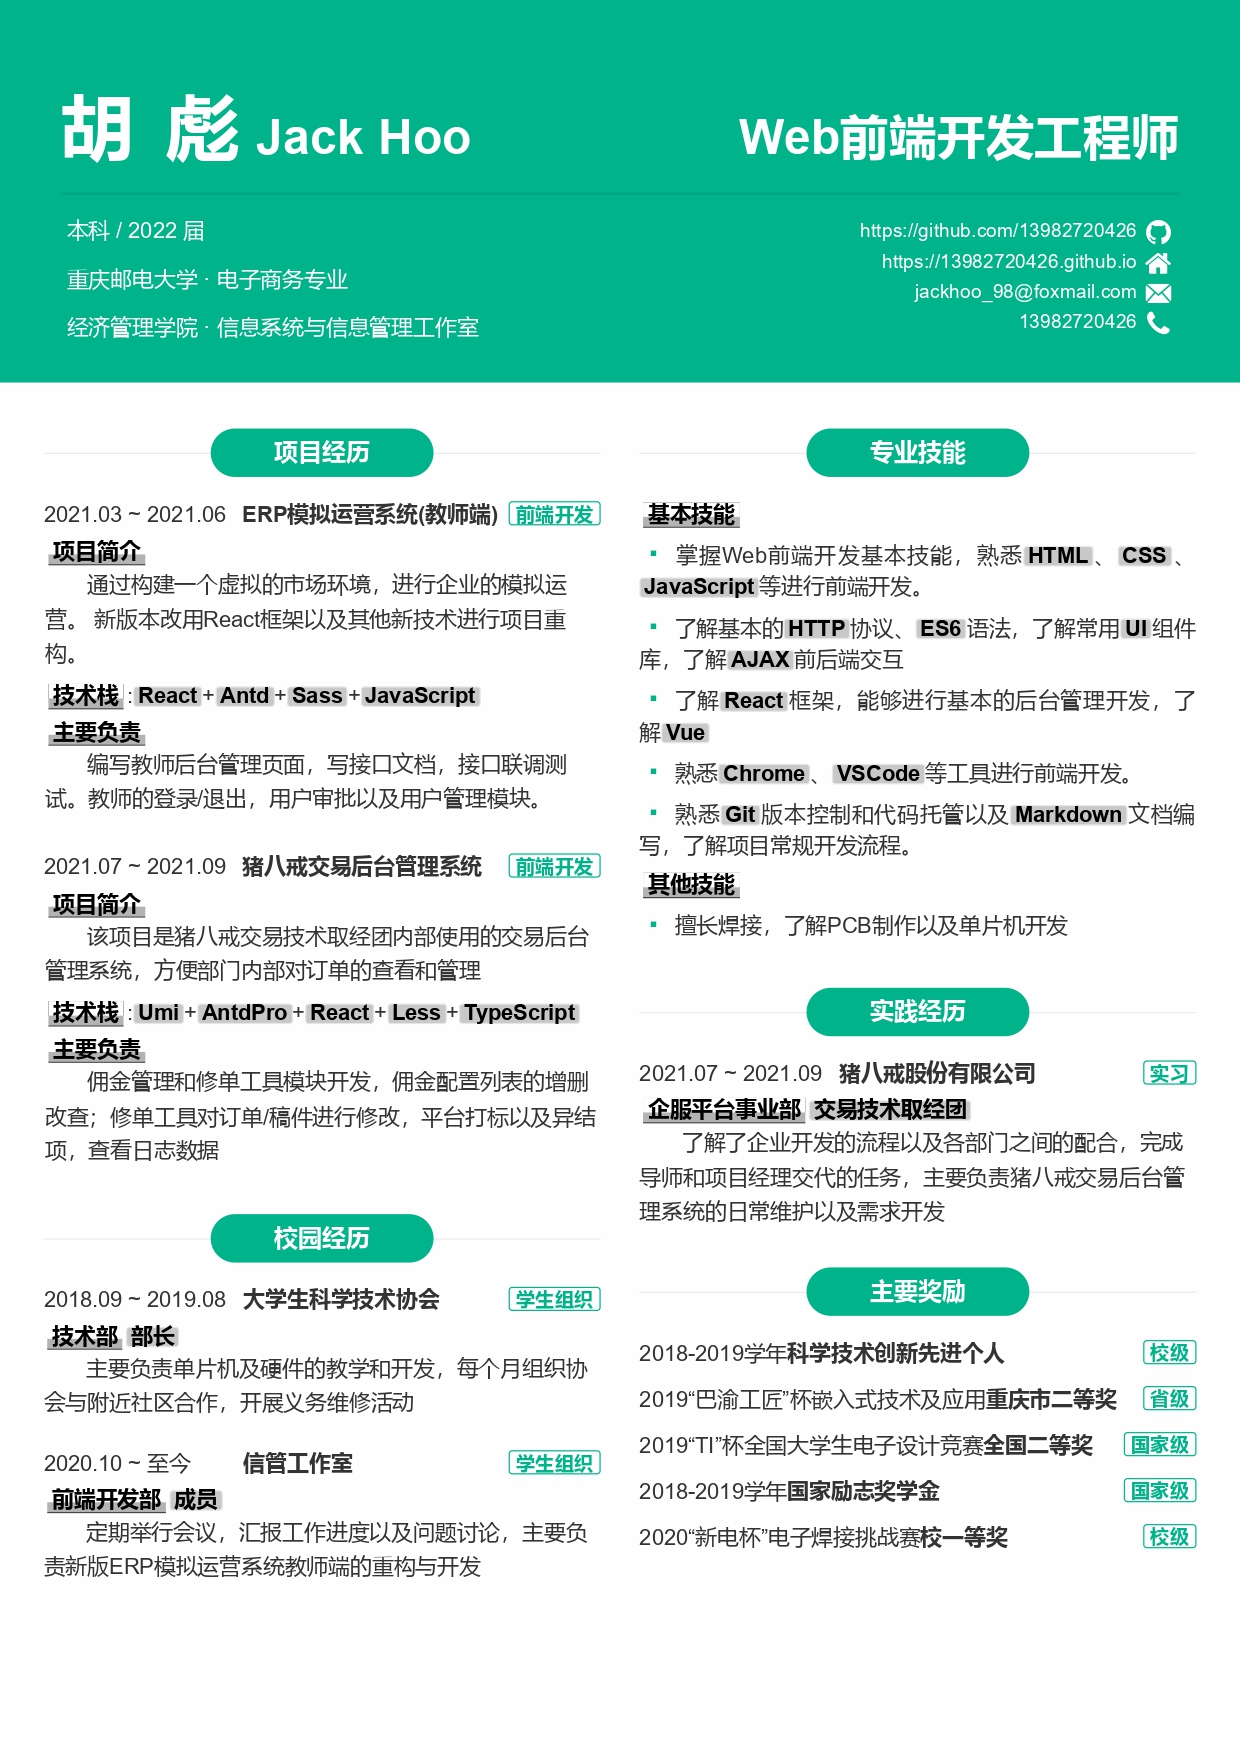 胡 彪 Jack Hoo
Web前端开发工程师
本科 / 2022 届
重庆邮电大学 · 电子商务专业
经济管理学院 · 信息系统与信息管理工作室
https://github.com/13982720426
https://13982720426.github.io
jackhoo_98@foxmail.com
13982720426
项目经历
2021.03 ~ 2021.06 ERP模拟运营系统(教师端) 前端开发
项目简介
通过构建一个虚拟的市场环境，进行企业的模拟运
营。 新版本改用React框架以及其他新技术进行项目重
构。
技术栈 : React + Antd + Sass + JavaScript
主要负责
编写教师后台管理页面，写接口文档，接口联调测
试。教师的登录/退出，用户审批以及用户管理模块。
2021.07 ~ 2021.09 猪八戒交易后台管理系统 前端开发
项目简介
该项目是猪八戒交易技术取经团内部使用的交易后台
管理系统，方便部门内部对订单的查看和管理
技术栈 : Umi + AntdPro + React + Less + TypeScript
主要负责
佣金管理和修单工具模块开发，佣金配置列表的增删
改查；修单工具对订单/稿件进行修改，平台打标以及异结
项，查看日志数据
校园经历
2018.09 ~ 2019.08 大学生科学技术协会 学生组织
技术部 部长
主要负责单片机及硬件的教学和开发，每个月组织协
会与附近社区合作，开展义务维修活动
2020.10 ~ 至今 信管工作室 学生组织
前端开发部 成员
定期举行会议，汇报工作进度以及问题讨论，主要负
责新版ERP模拟运营系统教师端的重构与开发
专业技能
基本技能
▪ 掌握Web前端开发基本技能，熟悉 HTML 、 CSS 、
JavaScript 等进行前端开发。
▪ 了解基本的 HTTP 协议、 ES6 语法，了解常用 UI 组件
库，了解 AJAX 前后端交互
▪ 了解 React 框架，能够进行基本的后台管理开发，了
解 Vue
▪ 熟悉 Chrome 、 VSCode 等工具进行前端开发。
▪ 熟悉 Git 版本控制和代码托管以及 Markdown 文档编
写，了解项目常规开发流程。
其他技能
▪ 擅长焊接，了解PCB制作以及单片机开发
实践经历
2021.07 ~ 2021.09 猪八戒股份有限公司 实习
企服平台事业部 交易技术取经团
了解了企业开发的流程以及各部门之间的配合，完成
导师和项目经理交代的任务，主要负责猪八戒交易后台管
理系统的日常维护以及需求开发
主要奖励
2018-2019学年科学技术创新先进个人 校级
2019“巴渝工匠”杯嵌入式技术及应用重庆市二等奖 省级
2019“TI”杯全国大学生电子设计竞赛全国二等奖 国家级
2018-2019学年国家励志奖学金 国家级
2020“新电杯”电子焊接挑战赛校一等奖 校级